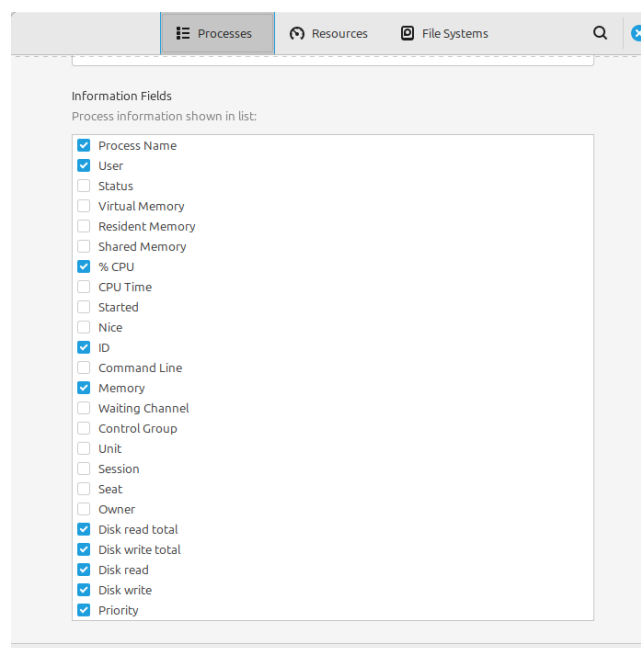 Processes
Resources
File Systems
Information Fields
Process information shown in list:
Process Name
User
Status
Virtual Memory
Resident Memory
Shared Memory
% CPU
CPU Time
Started
Nice
ID
Command Line
Memory
Waiting Channel
Control Group
Unit
Session
Seat
Owner
Disk read total
Disk write total
Disk read
Disk write
Priority